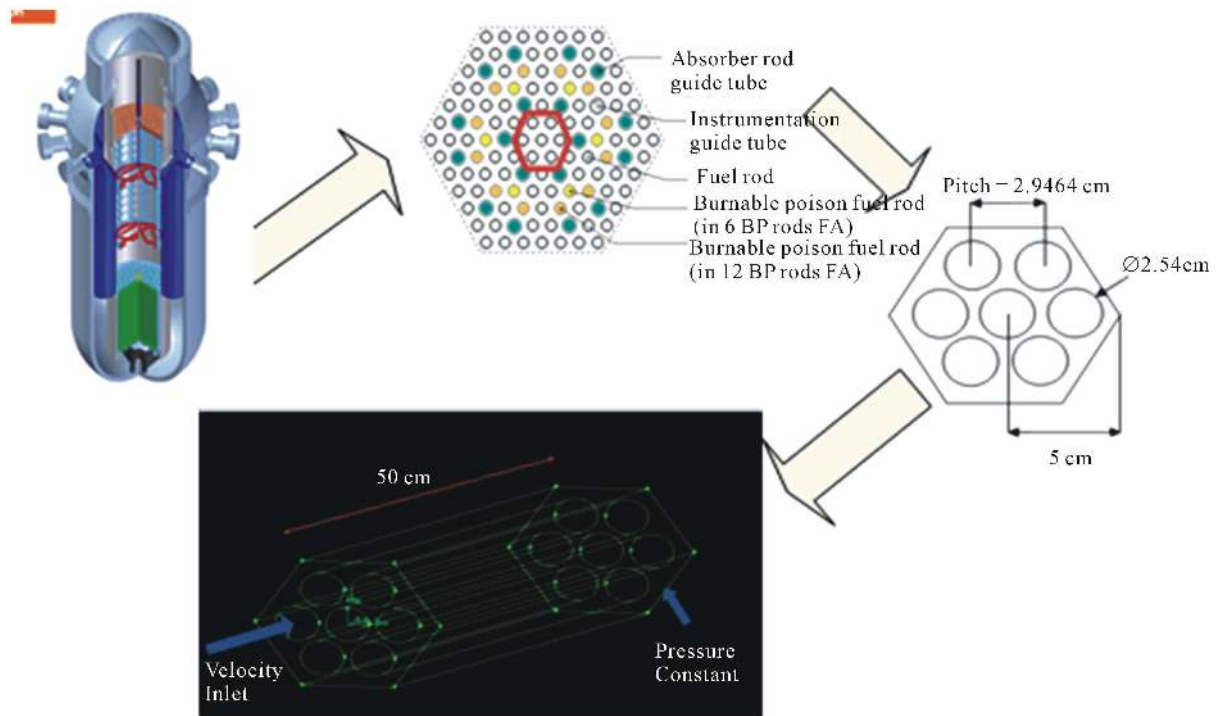 Absorber rod
guide tube
Instrumentation
guide tube
Fuel rod
Burnable poison fuel rod
(in 6 BP rods FA)
Burnable poison fuel rod
(in 12 BP rods FA)
Pitch = 2,9464 cm
Ø2.54cm
5 cm
50 cm
Velocity
Inlet
Pressure
Constant